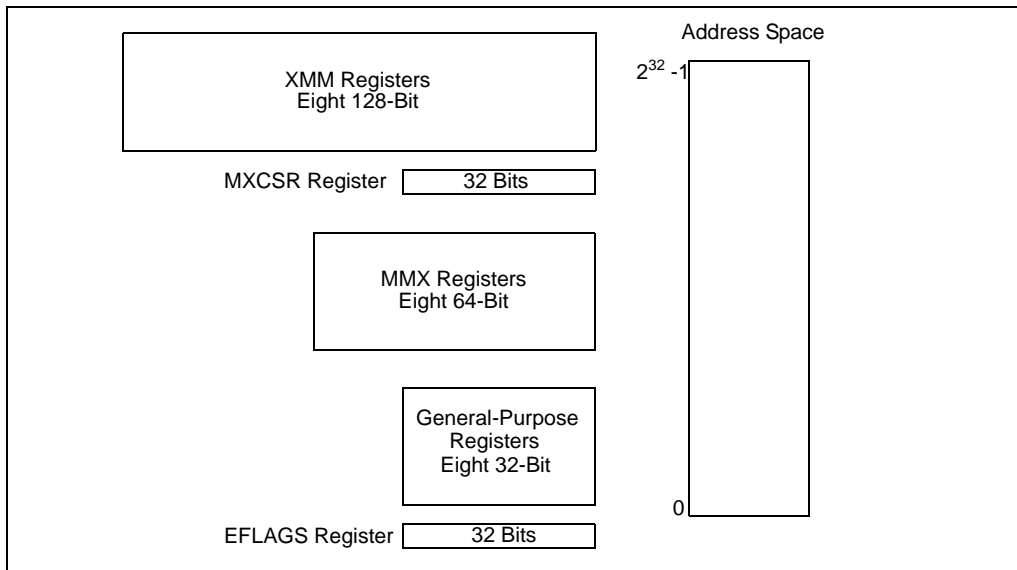 Address Space
2^32 -1
XMM Registers
Eight 128-Bit
MXCSR Register
32 Bits
MMX Registers
Eight 64-Bit
General-Purpose
Registers
Eight 32-Bit
0
EFLAGS Register
32 Bits